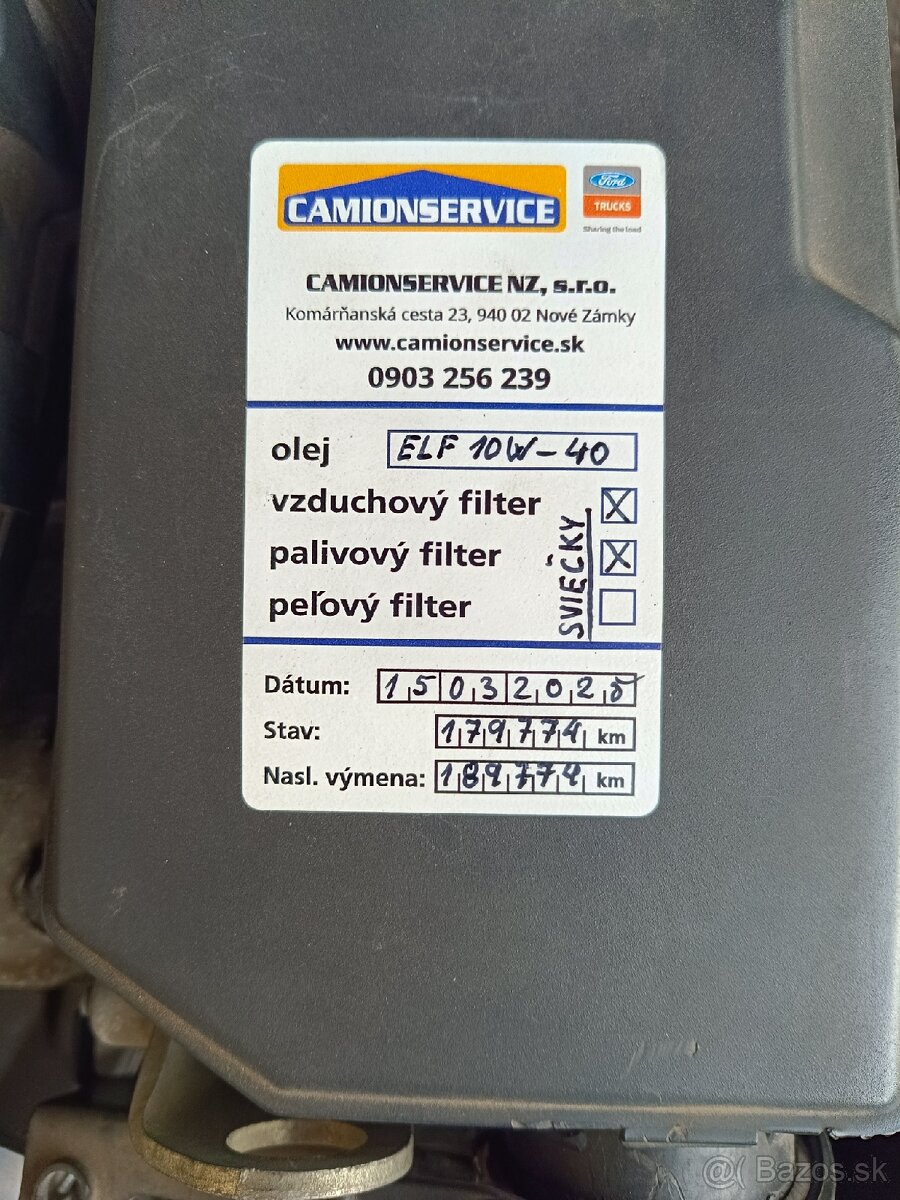 CAMIONSERVICE
Ford
TRUCKS
Sharing the load
CAMIONSERVICE NZ, s.r.o.
Komárňanská cesta 23, 940 02 Nové Zámky
www.camionservice.sk
0903 256 239
olej ELF 10W-40
vzduchový filter X
palivový filter X
peľový filter
SVIEČKY
Dátum: 15032025
Stav: 179774 km
Nasl. výmena: 189774 km
@ Bazos.sk